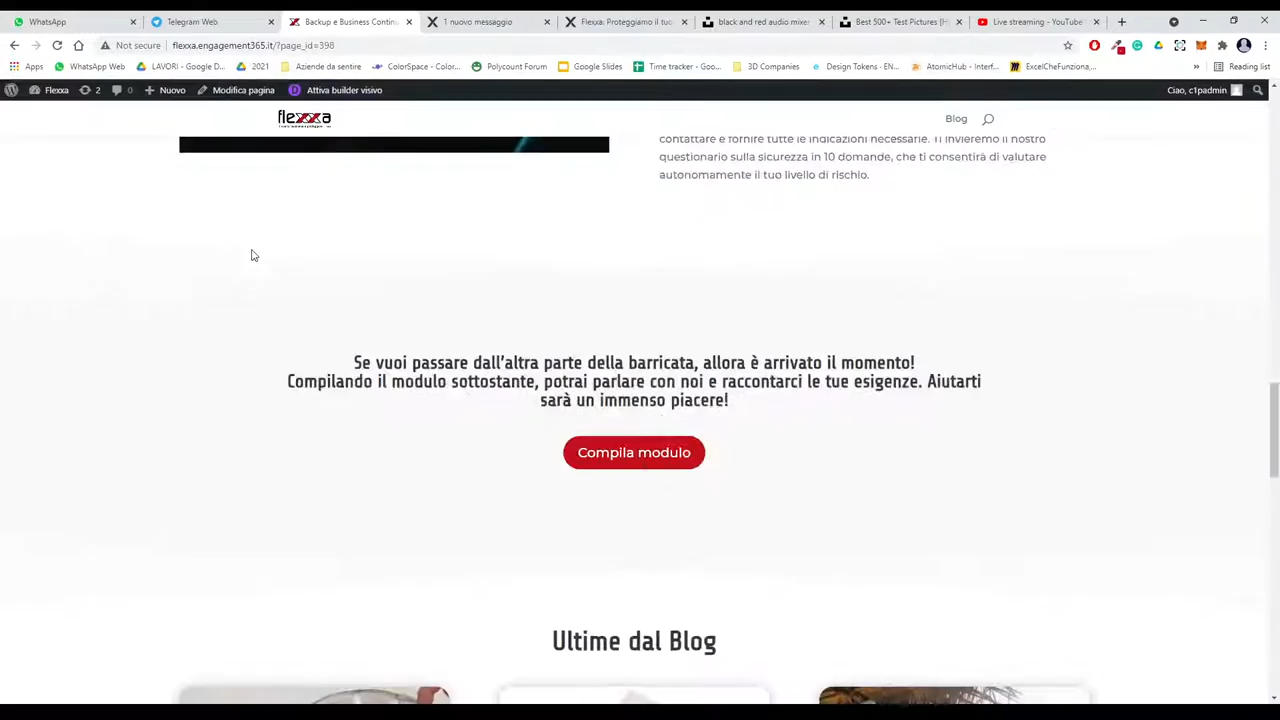 WhatsApp
Telegram Web
Backup e Business Continu
1 nuovo messaggio
Flexxa: Proteggiamo il tuo
black and red audio mixer
Best 500+ Test Pictures [H
Live streaming - YouTube
Not secure
flexxa.engagement365.it/?page_id=398
Apps
WhatsApp Web
LAVORI - Google D...
2021
Aziende da sentire
ColorSpace - Color...
Polycount Forum
Google Slides
Time tracker - Goo...
3D Companies
Design Tokens - EN...
AtomicHub - Interf...
ExcelCheFunziona,...
»
Reading list
Flexxa
2
0
Nuovo
Modifica pagina
Attiva builder visivo
Ciao, c1padmin
flexxa
Blog
contattare e fornire tutte le indicazioni necessarie. Ti invieremo il nostro
questionario sulla sicurezza in 10 domande, che ti consentirà di valutare
autonomamente il tuo livello di rischio.
Se vuoi passare dall'altra parte della barricata, allora è arrivato il momento!
Compilando il modulo sottostante, potrai parlare con noi e raccontarci le tue esigenze. Aiutarti
sarà un immenso piacere!
Compila modulo
Ultime dal Blog